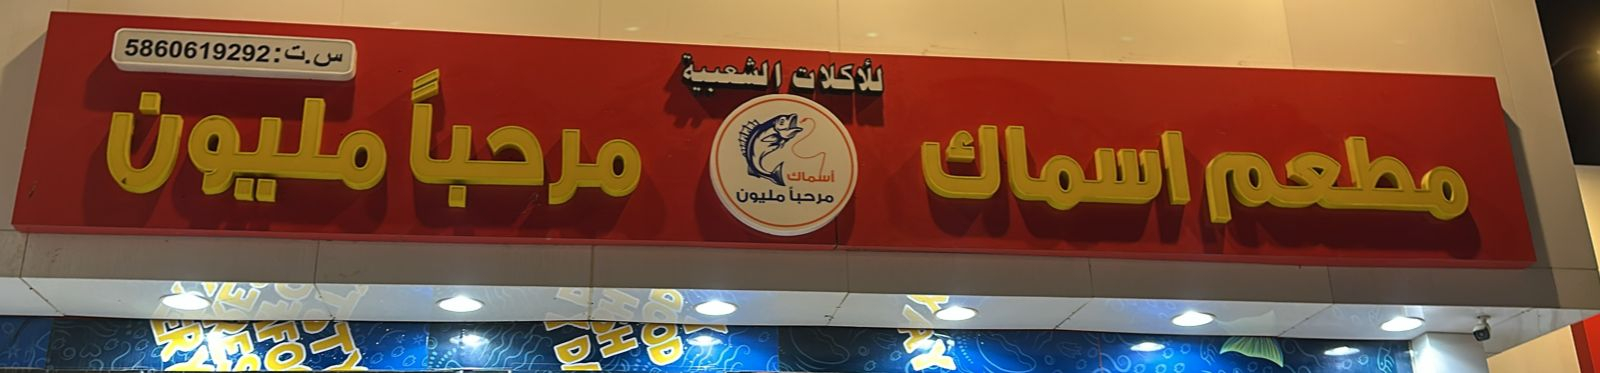 س.ت: 5860619292
للأكلات الشعبية
مطعم اسماك مرحباً مليون
أسماك
مرحباً مليون